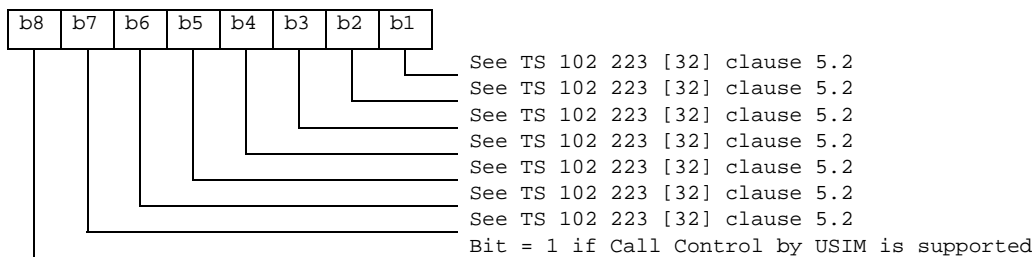 b8 b7 b6 b5 b4 b3 b2 b1
See TS 102 223 [32] clause 5.2
See TS 102 223 [32] clause 5.2
See TS 102 223 [32] clause 5.2
See TS 102 223 [32] clause 5.2
See TS 102 223 [32] clause 5.2
See TS 102 223 [32] clause 5.2
See TS 102 223 [32] clause 5.2
Bit = 1 if Call Control by USIM is supported